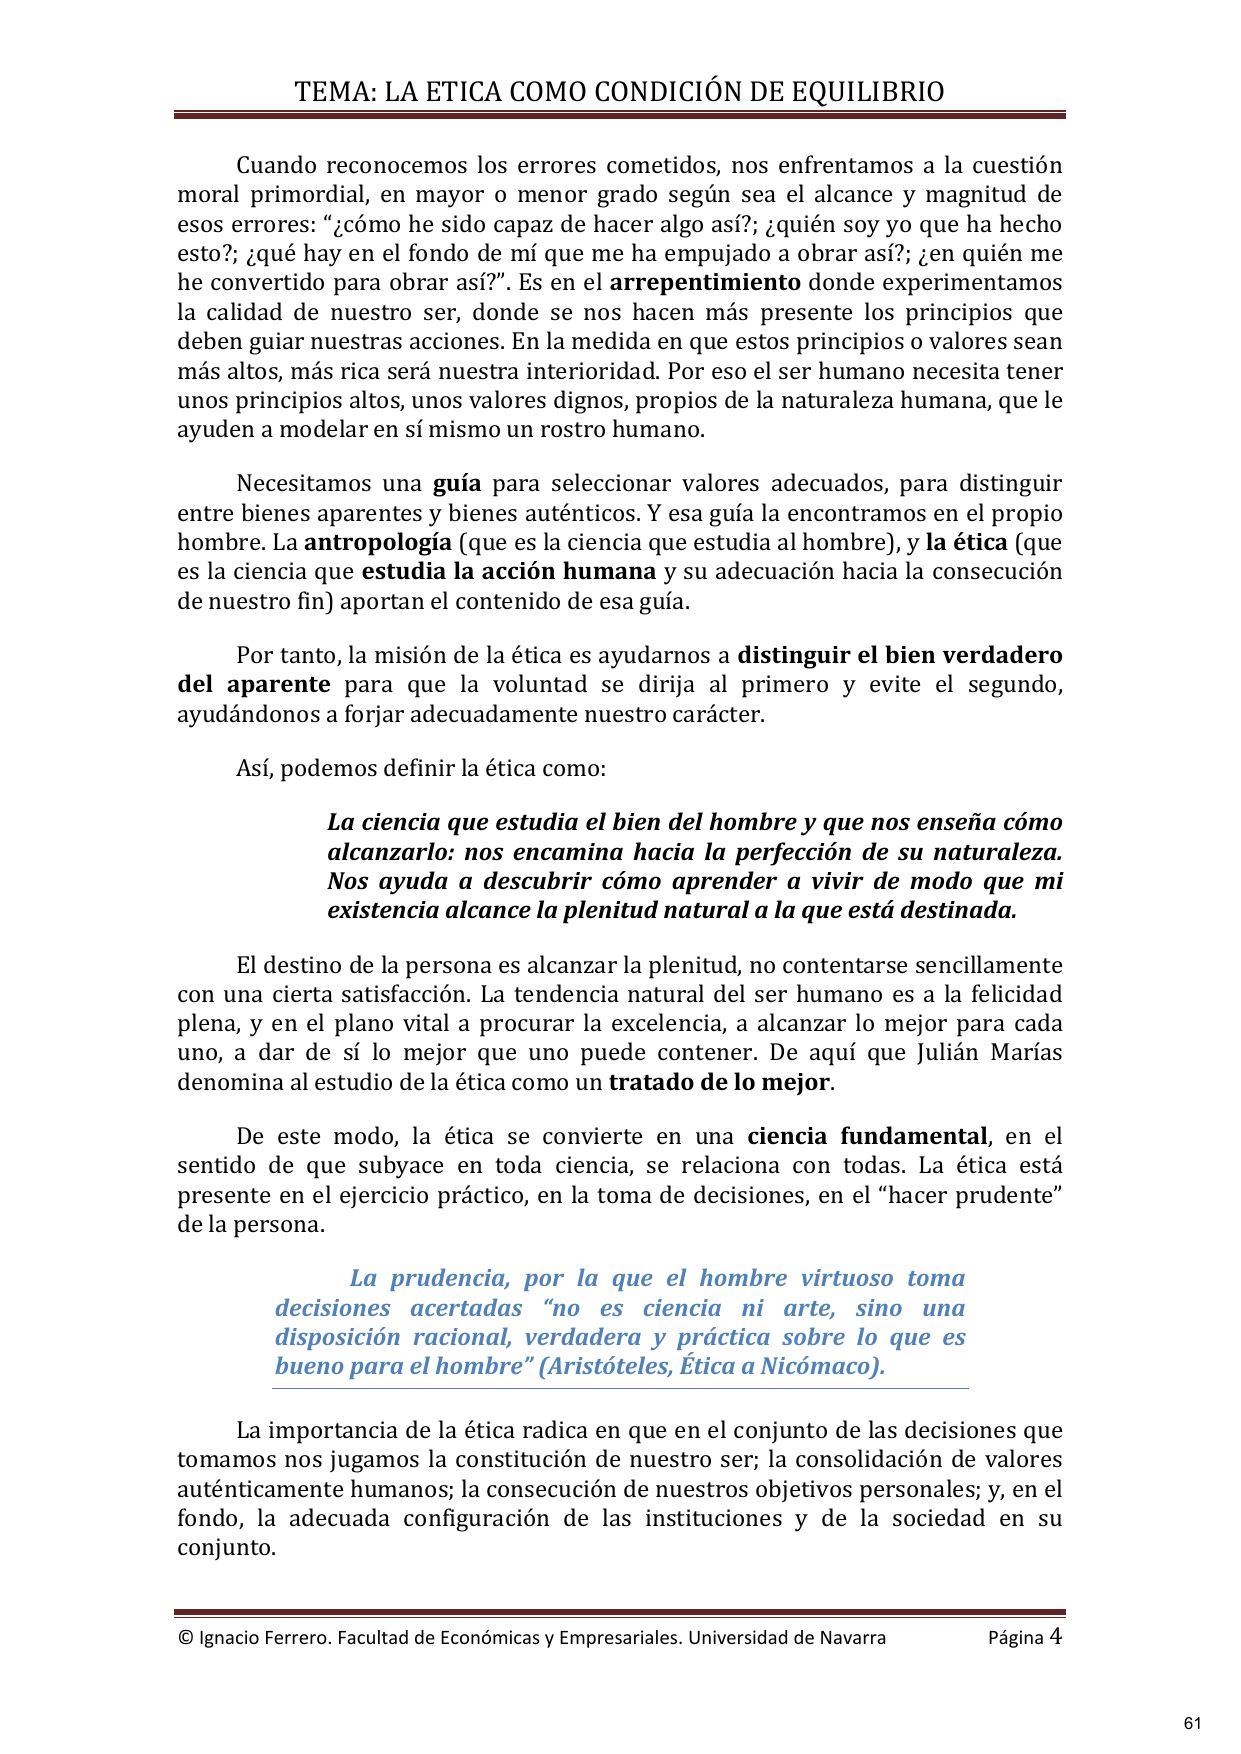 TEMA: LA ETICA COMO CONDICIÓN DE EQUILIBRIO
Cuando reconocemos los errores cometidos, nos enfrentamos a la cuestión
moral primordial, en mayor o menor grado según sea el alcance y magnitud de
esos errores: “¿cómo he sido capaz de hacer algo así?; ¿quién soy yo que ha hecho
esto?; ¿qué hay en el fondo de mí que me ha empujado a obrar así?; ¿en quién me
he convertido para obrar así?”. Es en el arrepentimiento donde experimentamos
la calidad de nuestro ser, donde se nos hacen más presente los principios que
deben guiar nuestras acciones. En la medida en que estos principios o valores sean
más altos, más rica será nuestra interioridad. Por eso el ser humano necesita tener
unos principios altos, unos valores dignos, propios de la naturaleza humana, que le
ayuden a modelar en sí mismo un rostro humano.
Necesitamos una guía para seleccionar valores adecuados, para distinguir
entre bienes aparentes y bienes auténticos. Y esa guía la encontramos en el propio
hombre. La antropología (que es la ciencia que estudia al hombre), y la ética (que
es la ciencia que estudia la acción humana y su adecuación hacia la consecución
de nuestro fin) aportan el contenido de esa guía.
Por tanto, la misión de la ética es ayudarnos a distinguir el bien verdadero
del aparente para que la voluntad se dirija al primero y evite el segundo,
ayudándonos a forjar adecuadamente nuestro carácter.
Así, podemos definir la ética como:
La ciencia que estudia el bien del hombre y que nos enseña cómo
alcanzarlo: nos encamina hacia la perfección de su naturaleza.
Nos ayuda a descubrir cómo aprender a vivir de modo que mi
existencia alcance la plenitud natural a la que está destinada.
El destino de la persona es alcanzar la plenitud, no contentarse sencillamente
con una cierta satisfacción. La tendencia natural del ser humano es a la felicidad
plena, y en el plano vital a procurar la excelencia, a alcanzar lo mejor para cada
uno, a dar de sí lo mejor que uno puede contener. De aquí que Julián Marías
denomina al estudio de la ética como un tratado de lo mejor.
De este modo, la ética se convierte en una ciencia fundamental, en el
sentido de que subyace en toda ciencia, se relaciona con todas. La ética está
presente en el ejercicio práctico, en la toma de decisiones, en el “hacer prudente”
de la persona.
La prudencia, por la que el hombre virtuoso toma
decisiones acertadas “no es ciencia ni arte, sino una
disposición racional, verdadera y práctica sobre lo que es
bueno para el hombre” (Aristóteles, Ética a Nicómaco).
La importancia de la ética radica en que en el conjunto de las decisiones que
tomamos nos jugamos la constitución de nuestro ser; la consolidación de valores
auténticamente humanos; la consecución de nuestros objetivos personales; y, en el
fondo, la adecuada configuración de las instituciones y de la sociedad en su
conjunto.
© Ignacio Ferrero. Facultad de Económicas y Empresariales. Universidad de Navarra Página 4
61